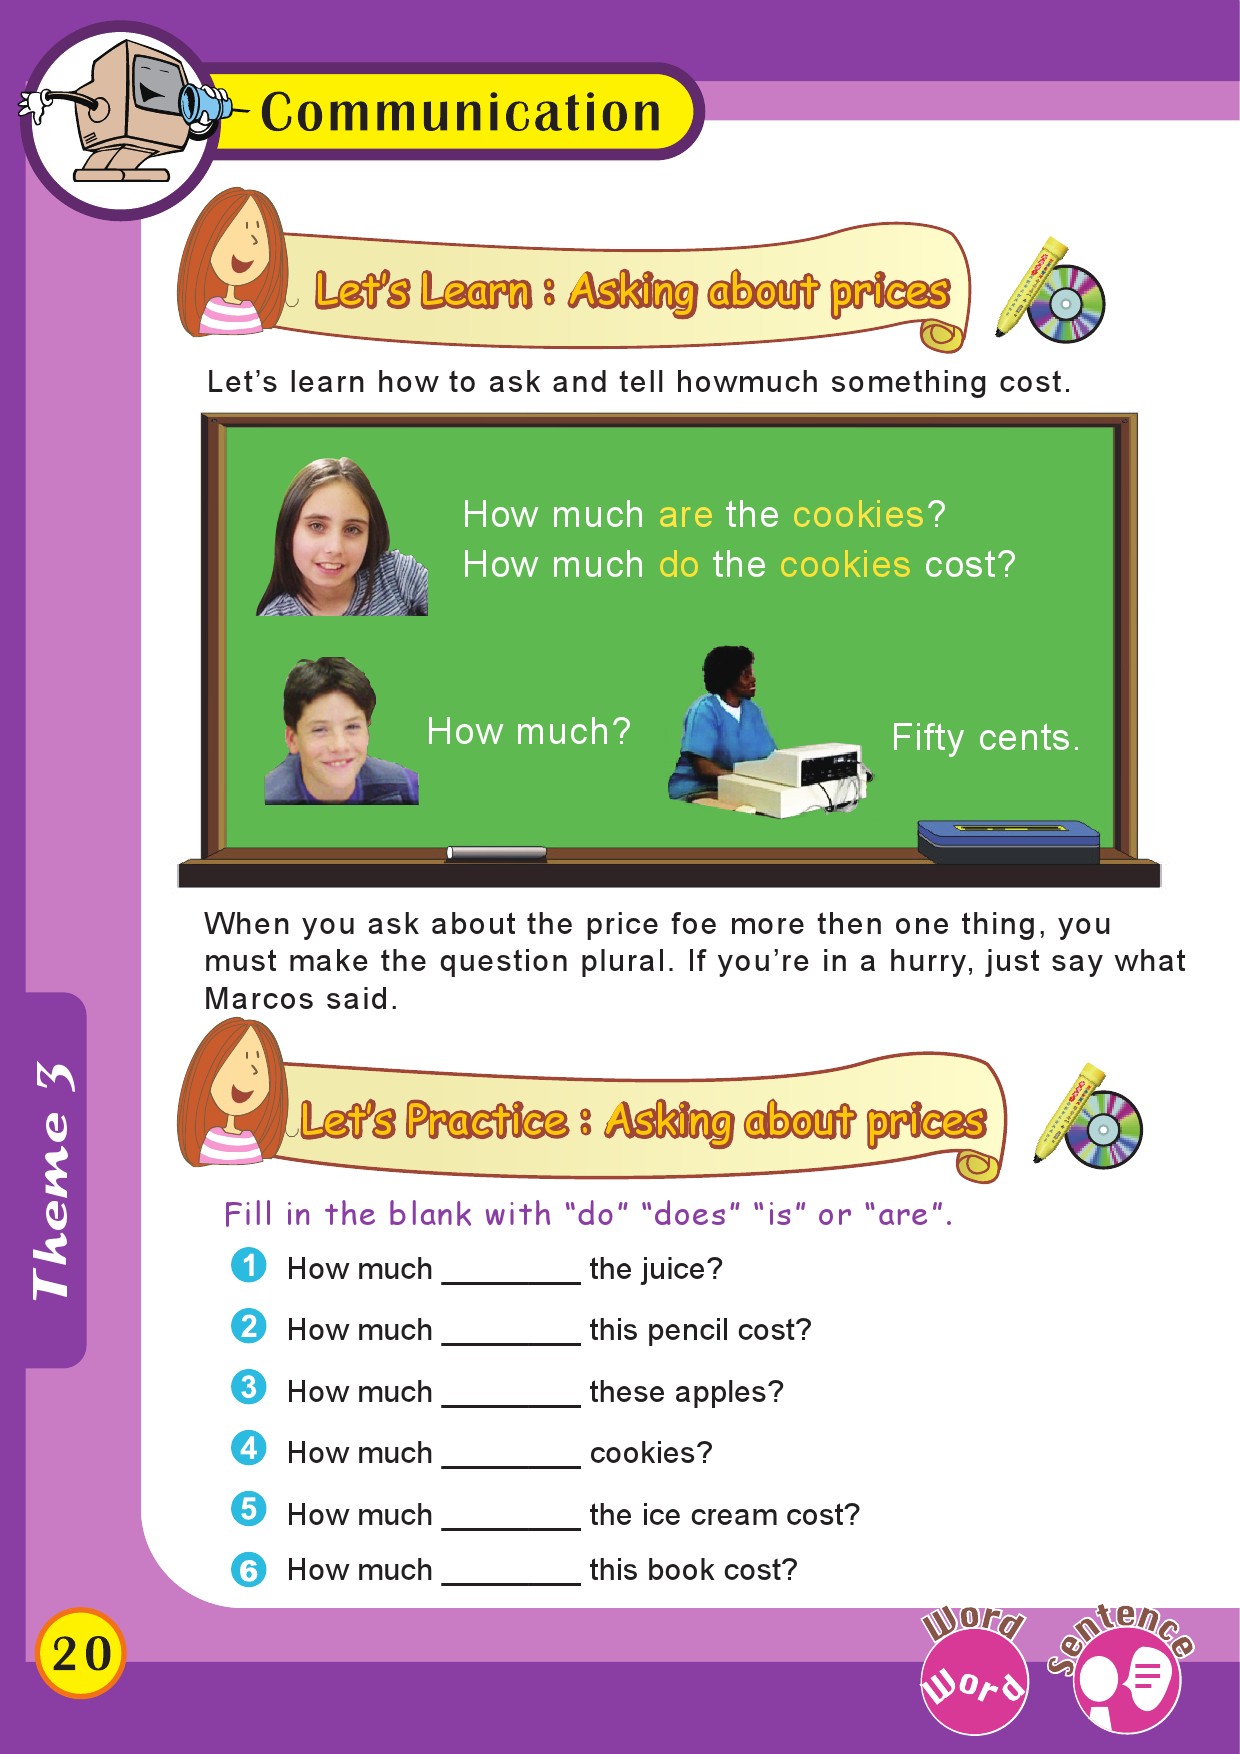 Communication
Let's Learn : Asking about prices
Let's learn how to ask and tell howmuch something cost.
How much are the cookies?
How much do the cookies cost?
How much?
Fifty cents.
When you ask about the price foe more then one thing, you
must make the question plural. If you're in a hurry, just say what
Marcos said.
Let's Practice : Asking about prices
Fill in the blank with “do” “does” “is” or “are”.
1 How much ________ the juice?
2 How much ________ this pencil cost?
3 How much ________ these apples?
4 How much ________ cookies?
5 How much ________ the ice cream cost?
6 How much ________ this book cost?
Theme 3
20
Word
Word
Sentence